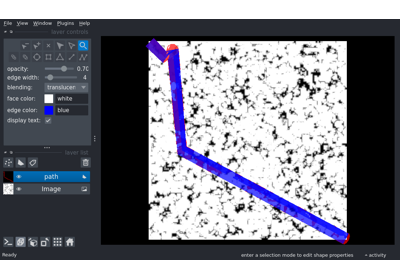 File View Window Plugins Help
layer controls
opacity: 0.70
edge width: 4
blending: translucen
face color: white
edge color: blue
display text:
layer list
path
Image
Ready
enter a selection mode to edit shape properties
activity